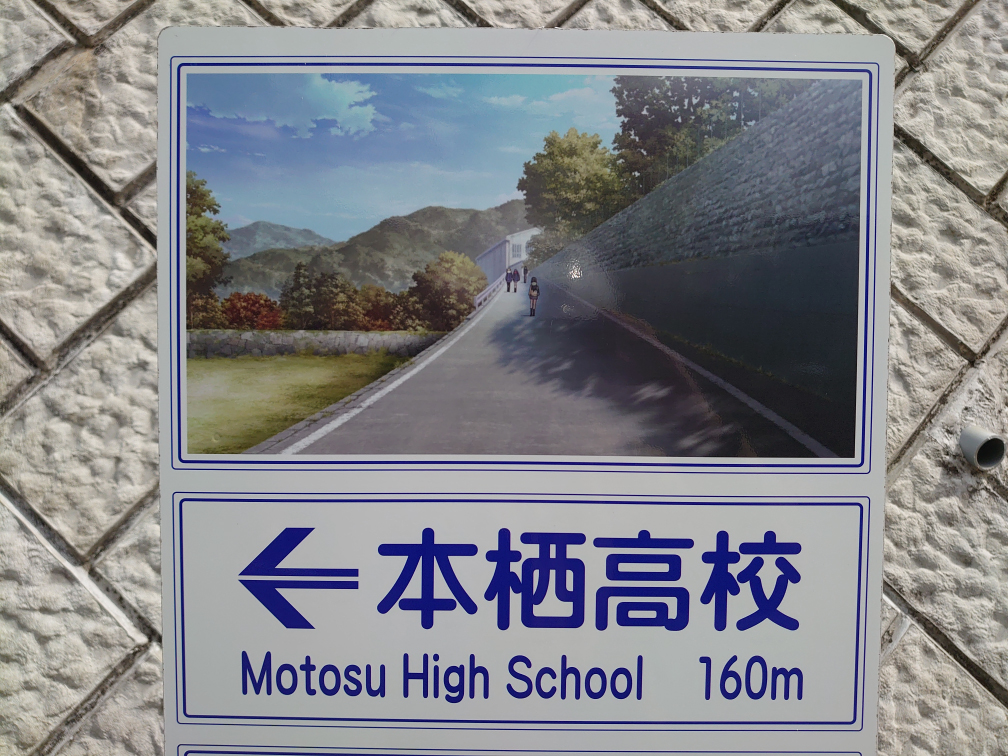 ←本栖高校
Motosu High School 160m